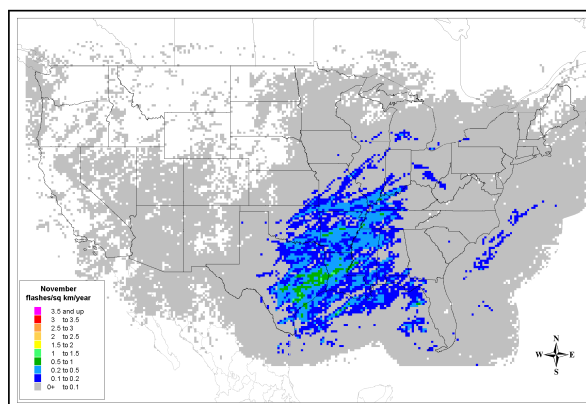 November
flashes/sq km/year
3.5 and up
3 to 3.5
2.5 to 3
2 to 2.5
1.5 to 2
1 to 1.5
0.5 to 1
0.2 to 0.5
0.1 to 0.2
0+ to 0.1
N
W E
S